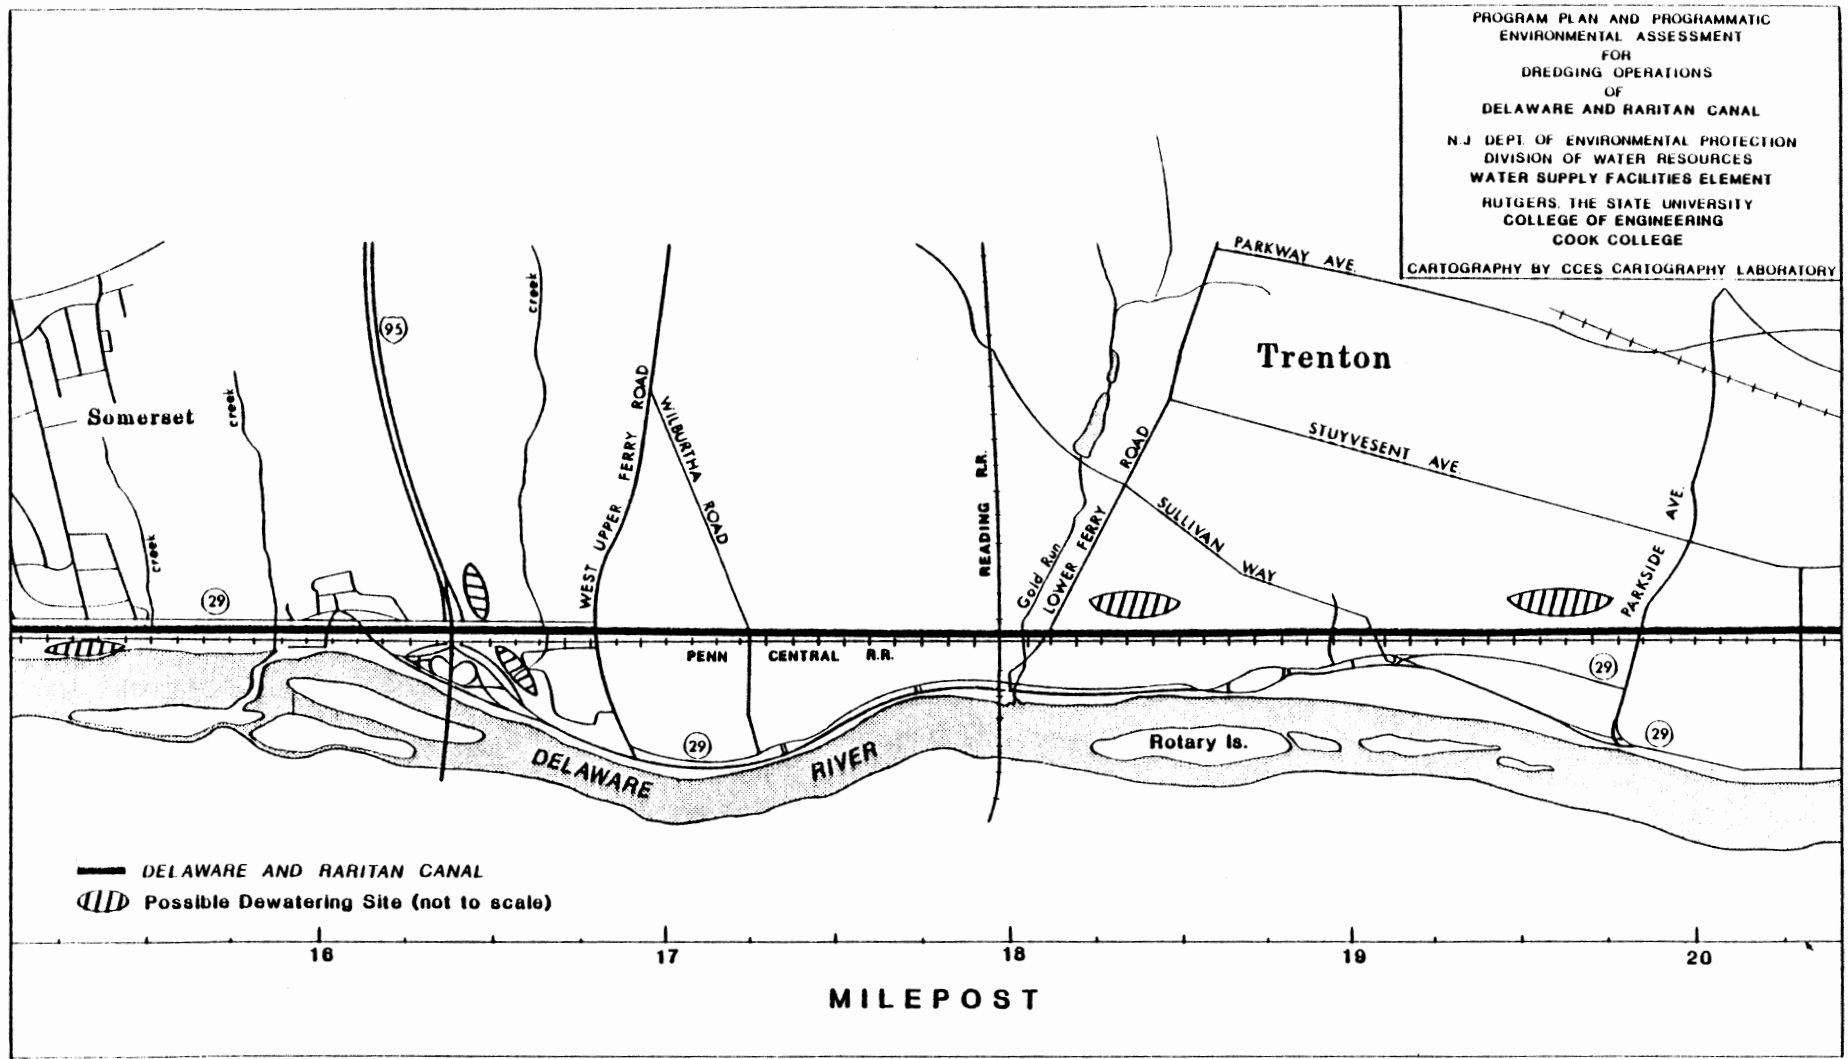 PROGRAM PLAN AND PROGRAMMATIC
ENVIRONMENTAL ASSESSMENT
FOR
DREDGING OPERATIONS
OF
DELAWARE AND RARITAN CANAL
N.J. DEPT. OF ENVIRONMENTAL PROTECTION
DIVISION OF WATER RESOURCES
WATER SUPPLY FACILITIES ELEMENT
RUTGERS, THE STATE UNIVERSITY
COLLEGE OF ENGINEERING
COOK COLLEGE
CARTOGRAPHY BY CCES CARTOGRAPHY LABORATORY
PARKWAY AVE.
creek
95
Trenton
Somerset
creek
WEST UPPER FERRY ROAD
WILBURTHA ROAD
READING R.R.
STUYVESENT AVE.
creek
Gold Run
LOWER FERRY ROAD
SULLIVAN WAY
PARKSIDE AVE.
29
PENN CENTRAL R.R.
29
29
29
DELAWARE RIVER
Rotary Is.
DELAWARE AND RARITAN CANAL
Possible Dewatering Site (not to scale)
16 17 18 19 20
MILEPOST